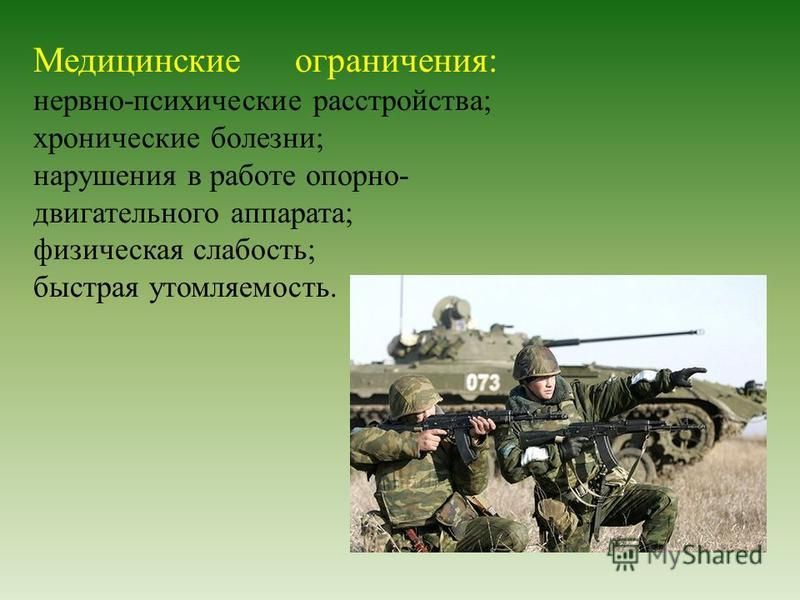 Медицинские ограничения:
нервно-психические расстройства;
хронические болезни;
нарушения в работе опорно-
двигательного аппарата;
физическая слабость;
быстрая утомляемость.
073
MyShared